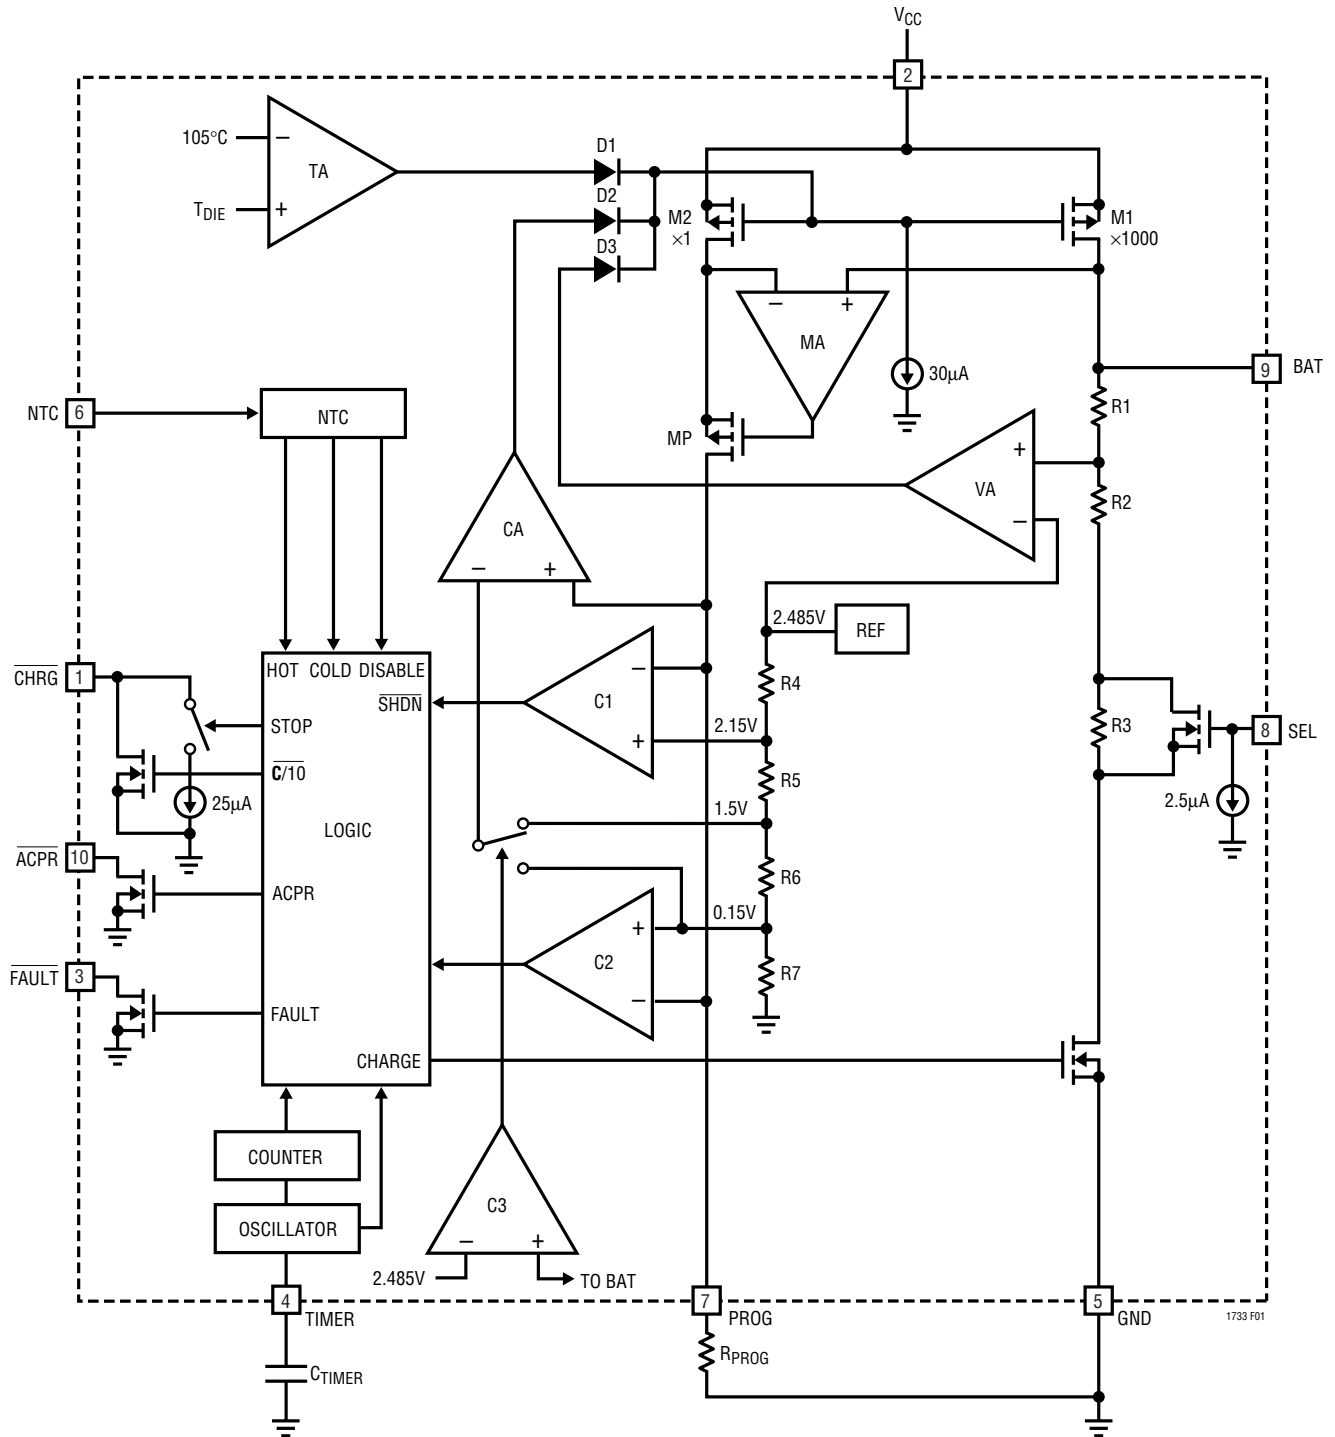 VCC
2
105°C
−
TA
TDIE
+
D1
D2
D3
M2
×1
M1
×1000
−
+
MA
30µA
9
BAT
NTC
6
NTC
R1
MP
+
VA
−
R2
CA
−
+
2.485V
REF
CHRG
1
HOT
COLD
DISABLE
SHDN
−
C1
+
R4
2.15V
R3
8
SEL
STOP
C/10
25µA
LOGIC
R5
1.5V
2.5µA
ACPR
10
ACPR
R6
0.15V
+
C2
−
R7
FAULT
3
FAULT
CHARGE
COUNTER
OSCILLATOR
C3
−
+
2.485V
TO BAT
4
TIMER
7
PROG
5
GND
1733 F01
RPROG
CTIMER